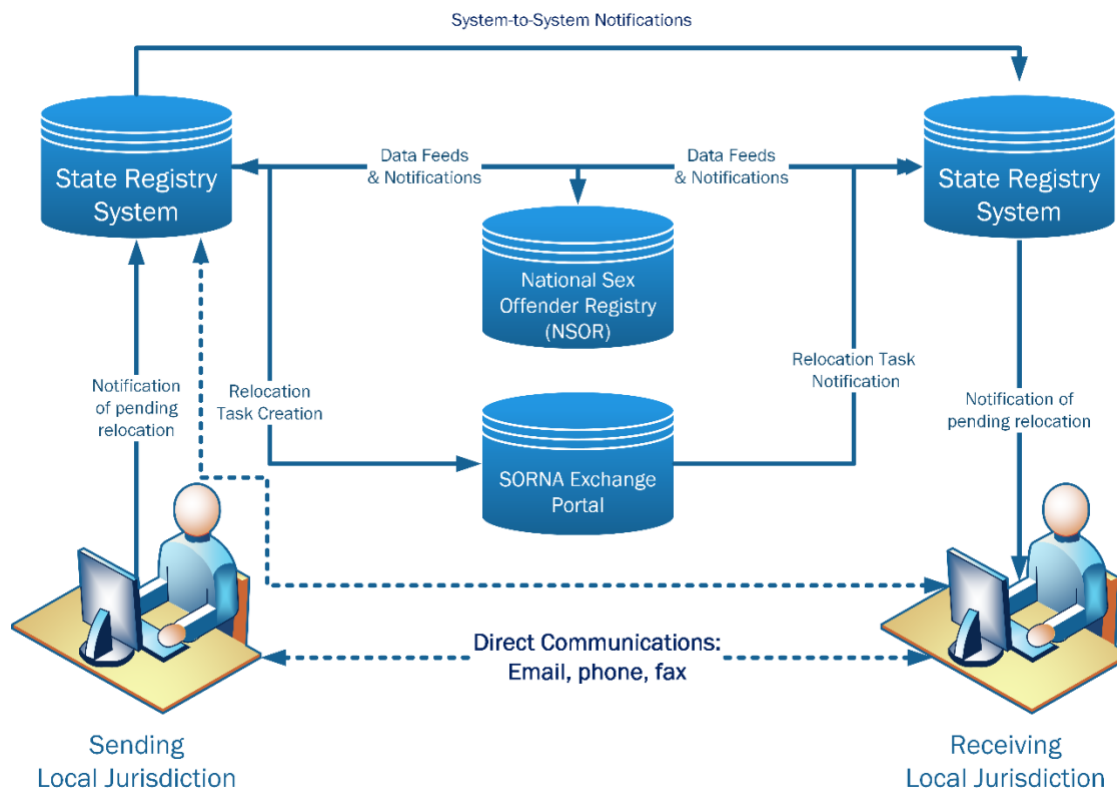 System-to-System Notifications
State Registry
System
Data Feeds
& Notifications
Data Feeds
& Notifications
State Registry
System
National Sex
Offender Registry
(NSOR)
Notification
of pending
relocation
Relocation
Task Creation
Relocation Task
Notification
Notification of
pending relocation
SORNA Exchange
Portal
Direct Communications:
Email, phone, fax
Sending
Local Jurisdiction
Receiving
Local Jurisdiction